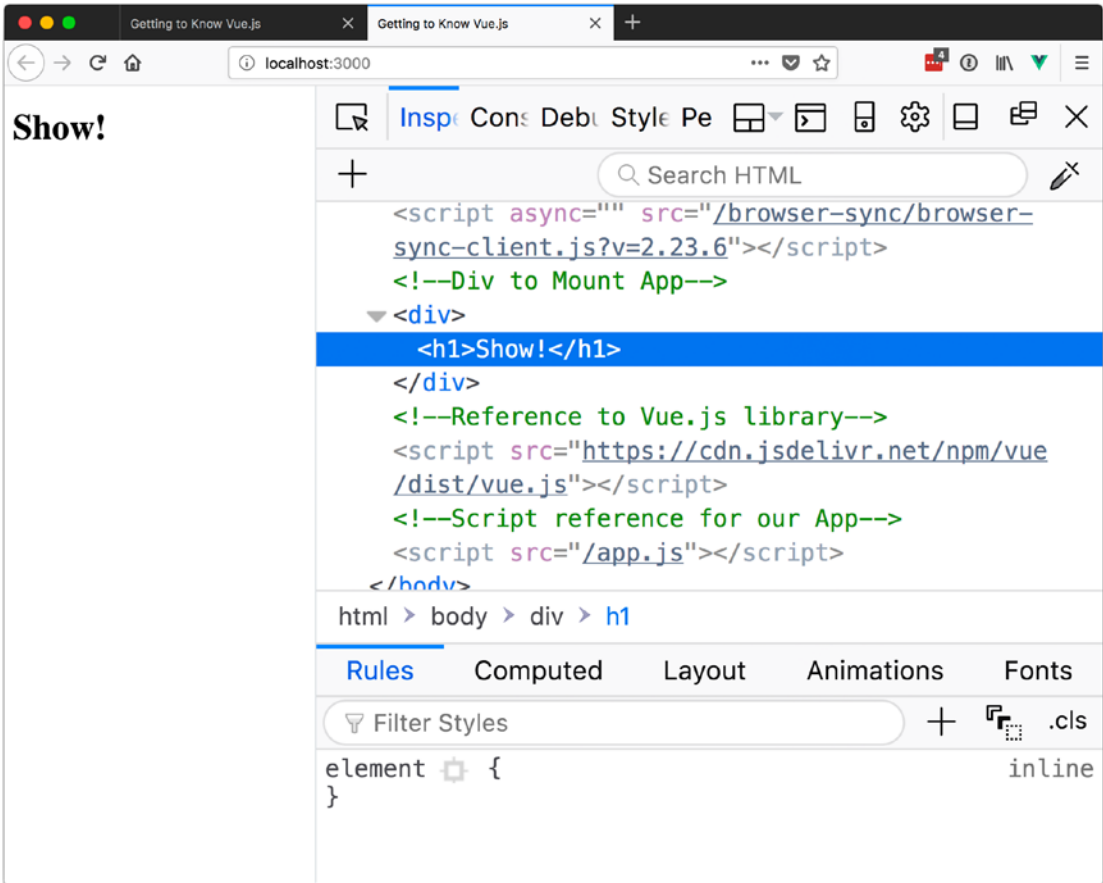 Getting to Know Vue.js
Getting to Know Vue.js
localhost:3000
4
Show!
Inspe Cons Debu Style Pe
Search HTML
<script async="" src="/browser-sync/browser-
sync-client.js?v=2.23.6"></script>
<!--Div to Mount App-->
<div>
<h1>Show!</h1>
</div>
<!--Reference to Vue.js library-->
<script src="https://cdn.jsdelivr.net/npm/vue
/dist/vue.js"></script>
<!--Script reference for our App-->
<script src="/app.js"></script>
</body>
html > body > div > h1
Rules Computed Layout Animations Fonts
Filter Styles + .cls
element { inline
}